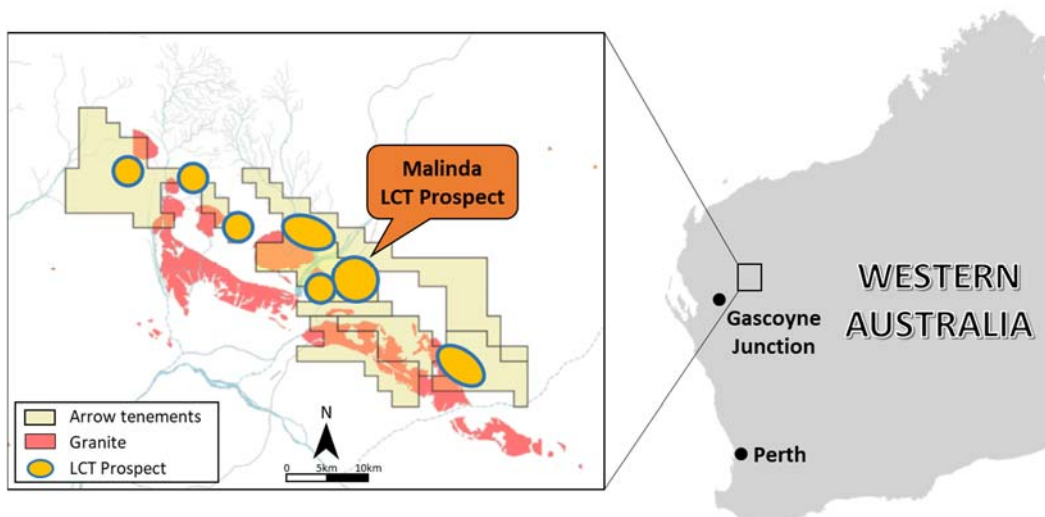 Malinda
LCT Prospect
Arrow tenements
Granite
LCT Prospect
N
0 5km 10km
WESTERN
AUSTRALIA
Gascoyne
Junction
Perth